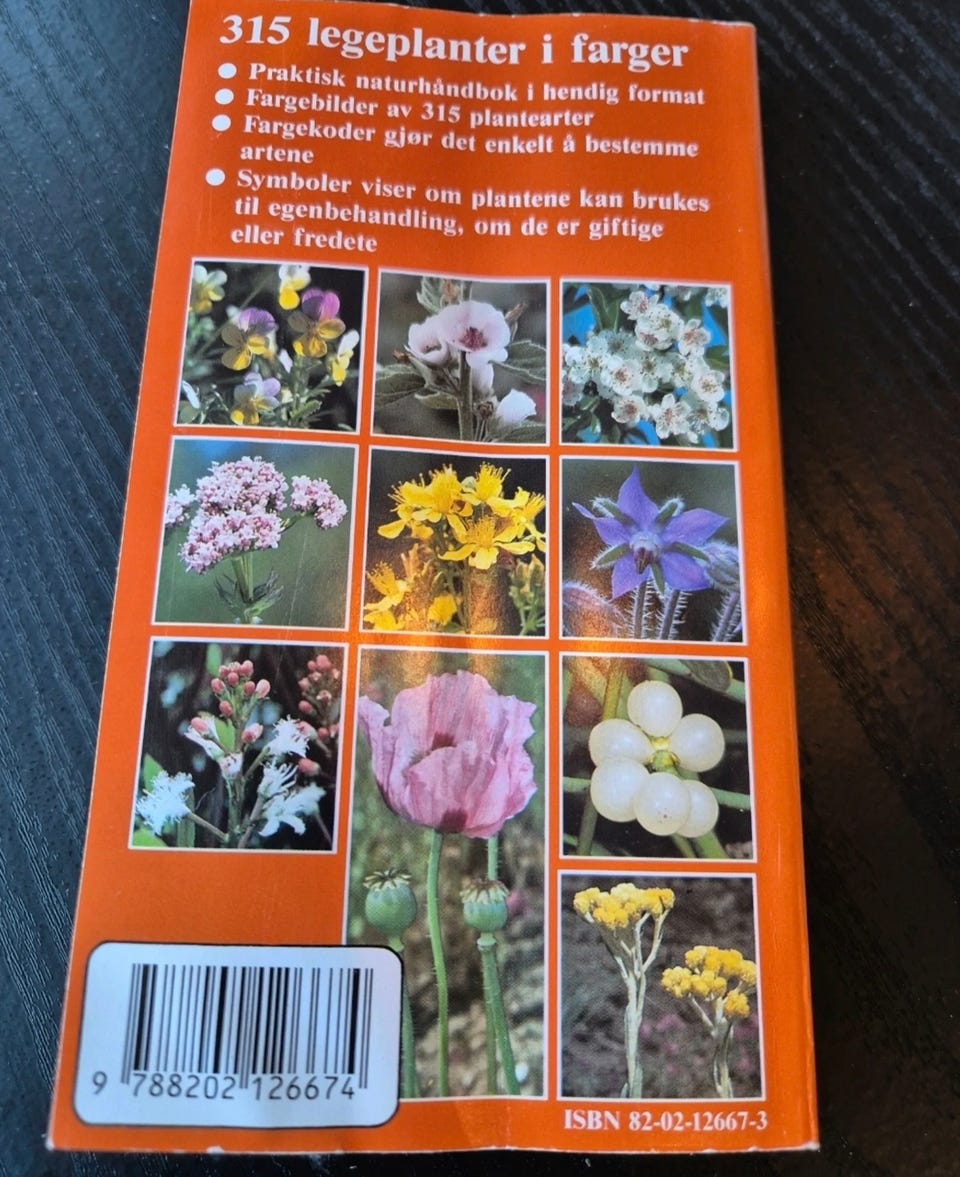 315 legeplanter i farger
● Praktisk naturhåndbok i hendig format
● Fargebilder av 315 plantearter
● Fargekoder gjør det enkelt å bestemme
artene
● Symboler viser om plantene kan brukes
til egenbehandling, om de er giftige
eller fredete
9 788202 126674
ISBN 82-02-12667-3